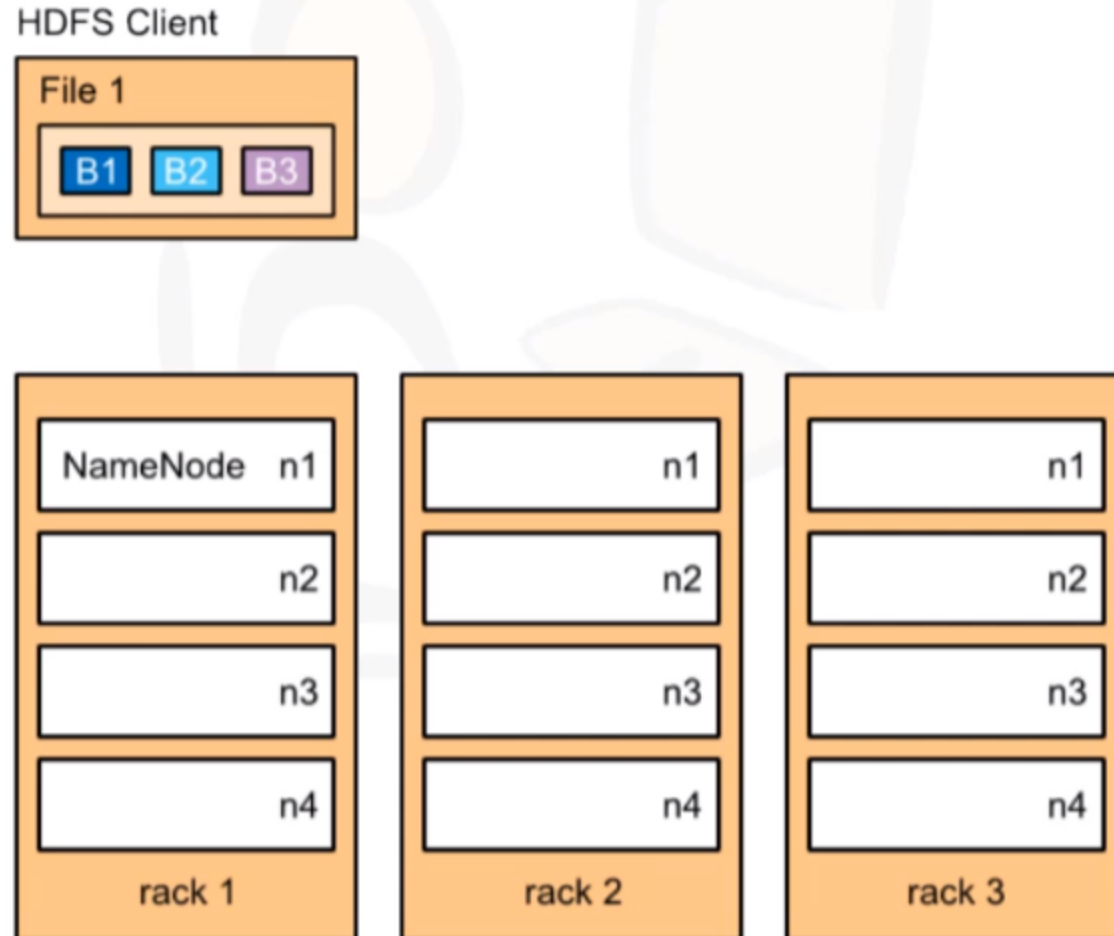 HDFS Client
File 1
B1 B2 B3
NameNode n1
n2
n3
n4
rack 1
n1
n2
n3
n4
rack 2
n1
n2
n3
n4
rack 3